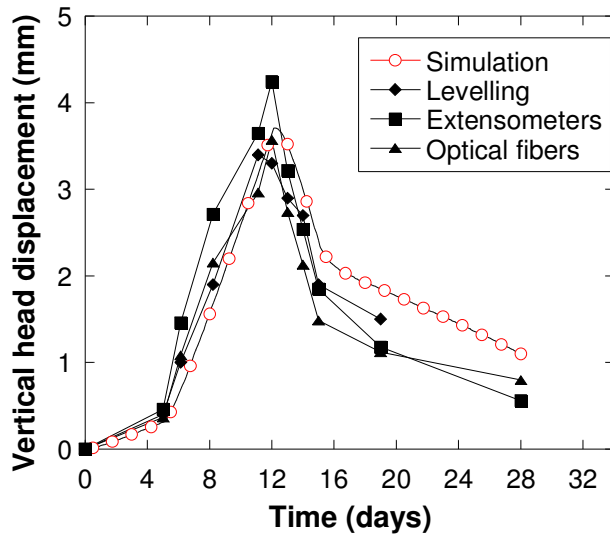 5
4
3
2
1
0
Vertical head displacement (mm)
Simulation
Levelling
Extensometers
Optical fibers
0 4 8 12 16 20 24 28 32
Time (days)